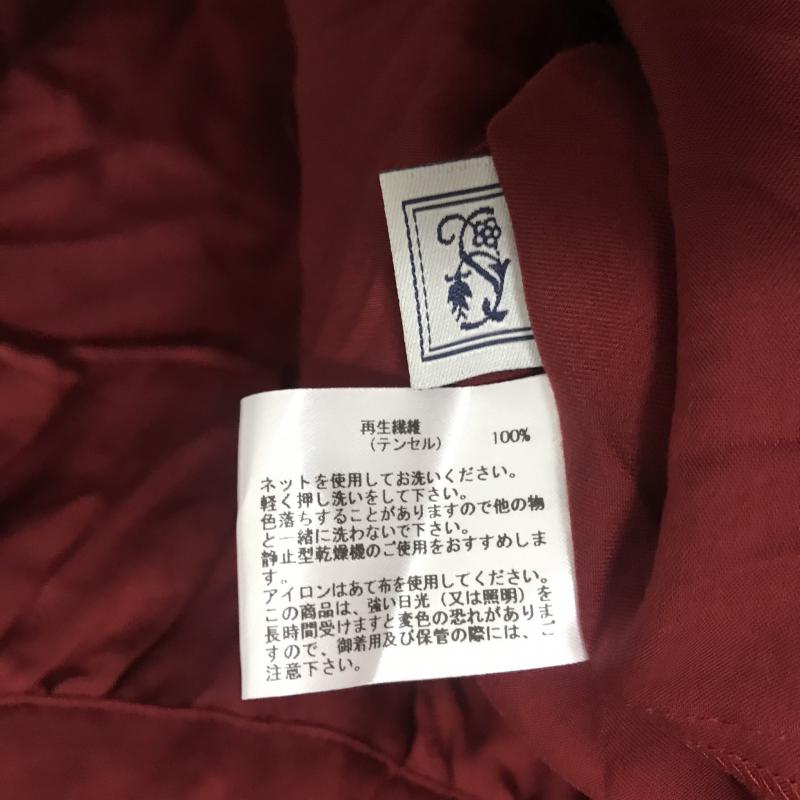 再生繊維
（テンセル） 100%
ネットを使用してお洗いください。
軽く押し洗いをして下さい。
色落ちすることがありますので他の物
と一緒に洗わないで下さい。
静止型乾燥機のご使用をおすすめしま
す。
アイロンはあて布を使用してください。
この商品は、強い日光（又は照明）を
長時間受けますと変色の恐れがありま
すので、御着用及び保管の際には、ご
注意下さい。